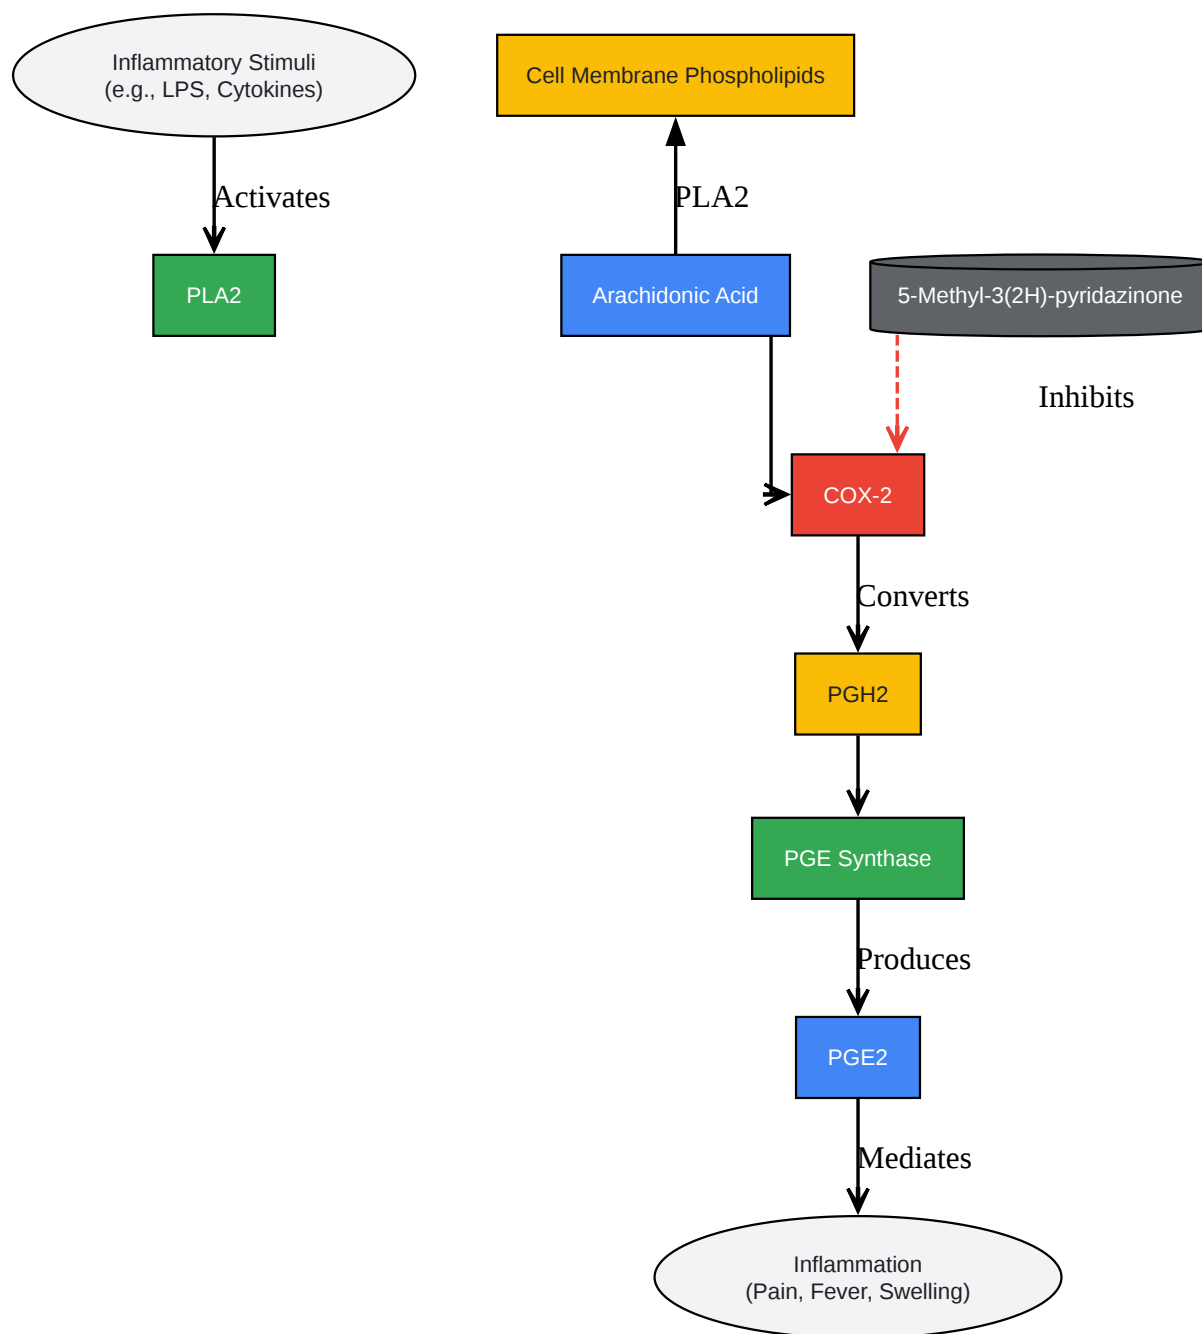 Inflammatory Stimuli
(e.g., LPS, Cytokines)
Cell Membrane Phospholipids
Activates
PLA2
PLA2
Arachidonic Acid
5-Methyl-3(2H)-pyridazinone
Inhibits
COX-2
Converts
PGH2
PGE Synthase
Produces
PGE2
Mediates
Inflammation
(Pain, Fever, Swelling)